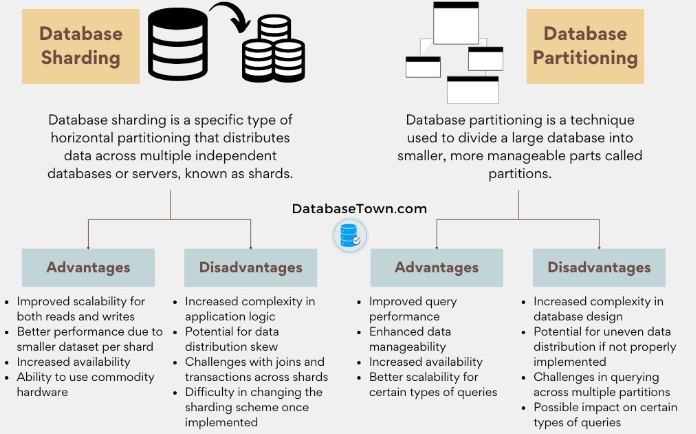 Database
Sharding
Database
Partitioning
Database sharding is a specific type of
horizontal partitioning that distributes
data across multiple independent
databases or servers, known as shards.
Database partitioning is a technique
used to divide a large database into
smaller, more manageable parts called
partitions.
DatabaseTown.com
Advantages
• Improved scalability for
both reads and writes
• Better performance due to
smaller dataset per shard
• Increased availability
• Ability to use commodity
hardware
Disadvantages
• Increased complexity in
application logic
• Potential for data
distribution skew
• Challenges with joins and
transactions across shards
• Difficulty in changing the
sharding scheme once
implemented
Advantages
• Improved query
performance
• Enhanced data
manageability
• Increased availability
• Better scalability for
certain types of queries
Disadvantages
• Increased complexity in
database design
• Potential for uneven data
distribution if not properly
implemented
• Challenges in querying
across multiple partitions
• Possible impact on certain
types of queries